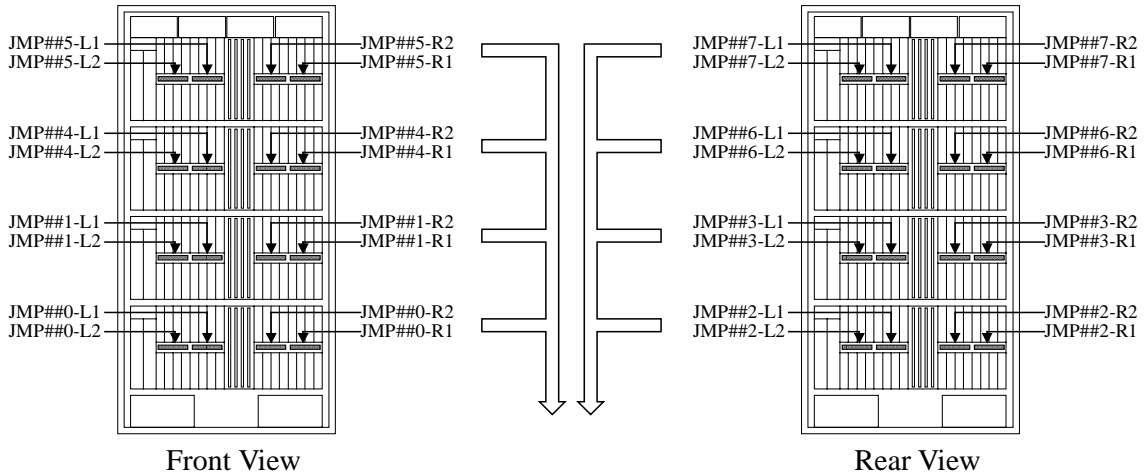 JMP##5-L1
JMP##5-L2
JMP##5-R2
JMP##5-R1
JMP##4-L1
JMP##4-L2
JMP##4-R2
JMP##4-R1
JMP##1-L1
JMP##1-L2
JMP##1-R2
JMP##1-R1
JMP##0-L1
JMP##0-L2
JMP##0-R2
JMP##0-R1
Front View
JMP##7-L1
JMP##7-L2
JMP##7-R2
JMP##7-R1
JMP##6-L1
JMP##6-L2
JMP##6-R2
JMP##6-R1
JMP##3-L1
JMP##3-L2
JMP##3-R2
JMP##3-R1
JMP##2-L1
JMP##2-L2
JMP##2-R2
JMP##2-R1
Rear View